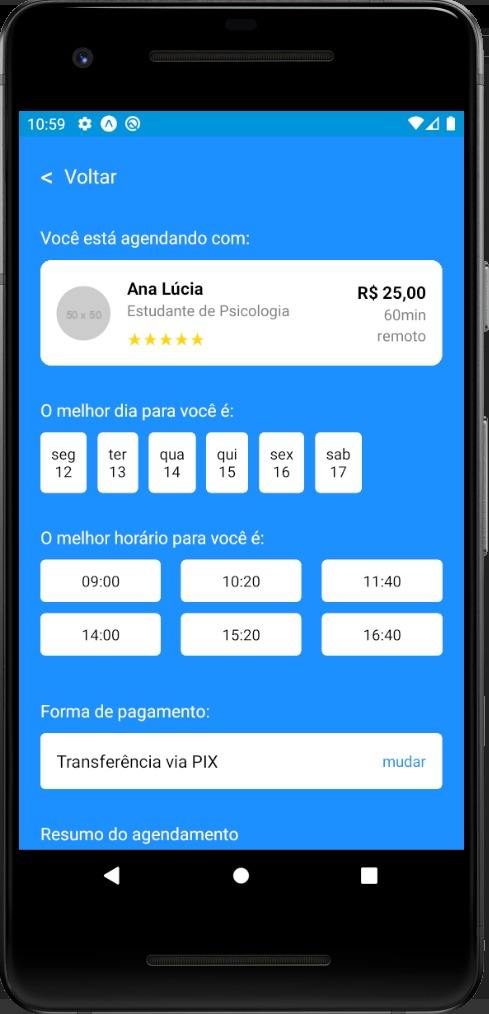 10:59
< Voltar
Você está agendando com:
50 x 50
Ana Lúcia
Estudante de Psicologia
★★★★★
R$ 25,00
60min
remoto
O melhor dia para você é:
seg ter qua qui sex sab
12 13 14 15 16 17
O melhor horário para você é:
09:00 10:20 11:40
14:00 15:20 16:40
Forma de pagamento:
Transferência via PIX mudar
Resumo do agendamento